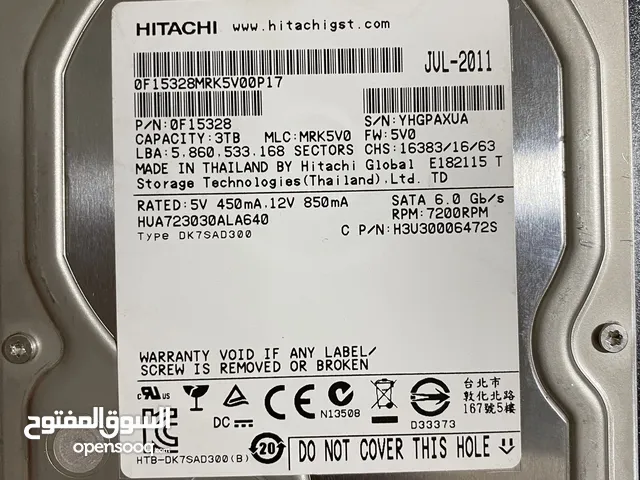 HITACHI www.hitachigst.com
JUL-2011
0F15328MRK5V00P17
P/N:0F15328 S/N:YHGPAXUA
CAPACITY:3TB MLC:MRK5V0 FW:5V0
LBA:5,860,533,168 SECTORS CHS:16383/16/63
MADE IN THAILAND BY Hitachi Global E182115 T
Storage Technologies(Thailand),Ltd. TD
RATED:5V 450mA,12V 850mA SATA 6.0 Gb/s
HUA723030ALA640 RPM:7200RPM
Type DK7SAD300 C P/N:H3U30006472S
WARRANTY VOID IF ANY LABEL/
SCREW IS REMOVED OR BROKEN
DC
N13508
D33373
台北市
敦化北路
167號5樓
20
DO NOT COVER THIS HOLE
HTB-DK7SAD300(B)
السوق المفتوح
opensooq.com